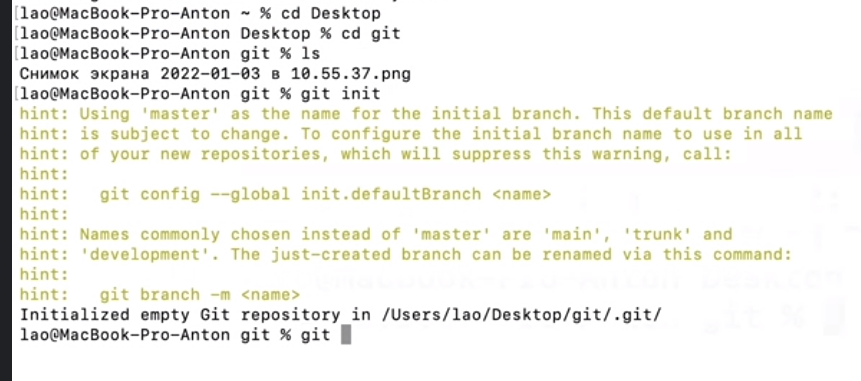 [lao@MacBook-Pro-Anton ~ % cd Desktop
[lao@MacBook-Pro-Anton Desktop % cd git
[lao@MacBook-Pro-Anton git % ls
Снимок экрана 2022-01-03 в 10.55.37.png
[lao@MacBook-Pro-Anton git % git init
hint: Using 'master' as the name for the initial branch. This default branch name
hint: is subject to change. To configure the initial branch name to use in all
hint: of your new repositories, which will suppress this warning, call:
hint:
hint:   git config --global init.defaultBranch <name>
hint:
hint: Names commonly chosen instead of 'master' are 'main', 'trunk' and
hint: 'development'. The just-created branch can be renamed via this command:
hint:
hint:   git branch -m <name>
Initialized empty Git repository in /Users/lao/Desktop/git/.git/
lao@MacBook-Pro-Anton git % git